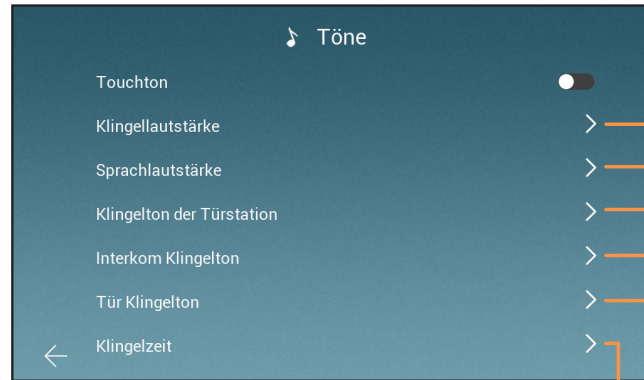 Töne
Touchton
Klingellautstärke
Sprachlautstärke
Klingelton der Türstation
Interkom Klingelton
Tür Klingelton
Klingelzeit